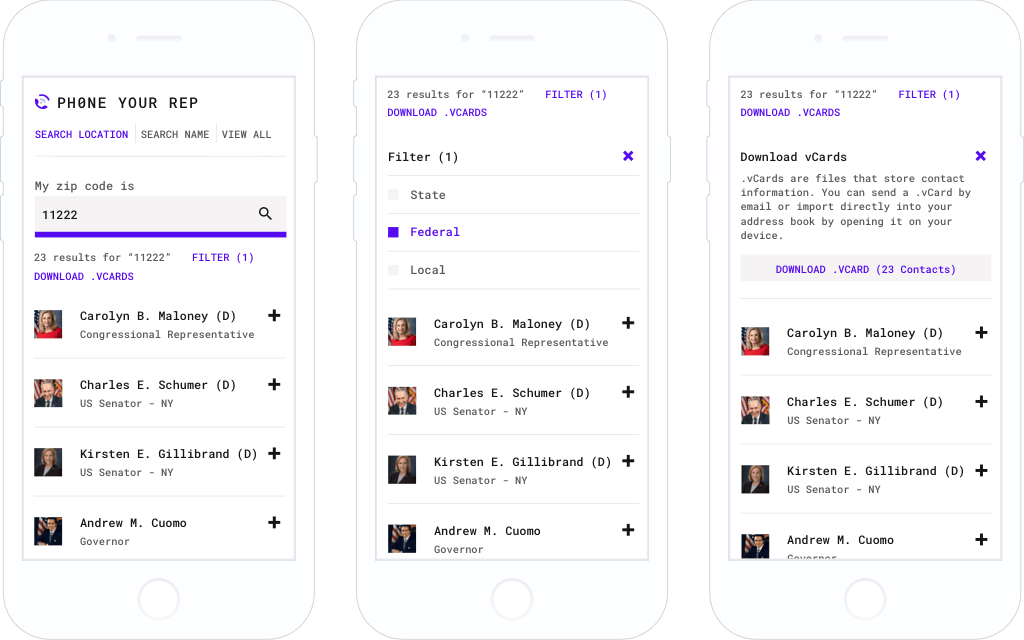 PH0NE YOUR REP
SEARCH LOCATION SEARCH NAME VIEW ALL
My zip code is
11222
23 results for “11222” FILTER (1)
DOWNLOAD .VCARDS
Carolyn B. Maloney (D)
Congressional Representative
Charles E. Schumer (D)
US Senator - NY
Kirsten E. Gillibrand (D)
US Senator - NY
Andrew M. Cuomo
Governor
23 results for “11222” FILTER (1)
DOWNLOAD .VCARDS
Filter (1)
State
Federal
Local
Carolyn B. Maloney (D)
Congressional Representative
Charles E. Schumer (D)
US Senator - NY
Kirsten E. Gillibrand (D)
US Senator - NY
Andrew M. Cuomo
Governor
23 results for “11222” FILTER (1)
DOWNLOAD .VCARDS
Download vCards
.vCards are files that store contact
information. You can send a .vCard by
email or import directly into your
address book by opening it on your
device.
DOWNLOAD .VCARD (23 Contacts)
Carolyn B. Maloney (D)
Congressional Representative
Charles E. Schumer (D)
US Senator - NY
Kirsten E. Gillibrand (D)
US Senator - NY
Andrew M. Cuomo
Governor